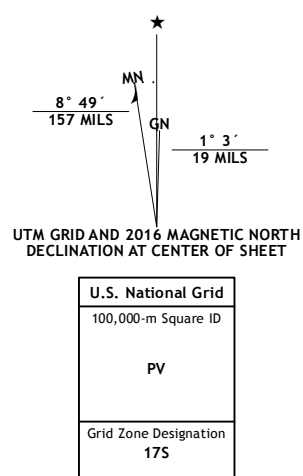 ★
MN
8° 49´
157 MILS
GN
1° 3´
19 MILS
UTM GRID AND 2016 MAGNETIC NORTH
DECLINATION AT CENTER OF SHEET
U.S. National Grid
100,000-m Square ID
PV
Grid Zone Designation
17S